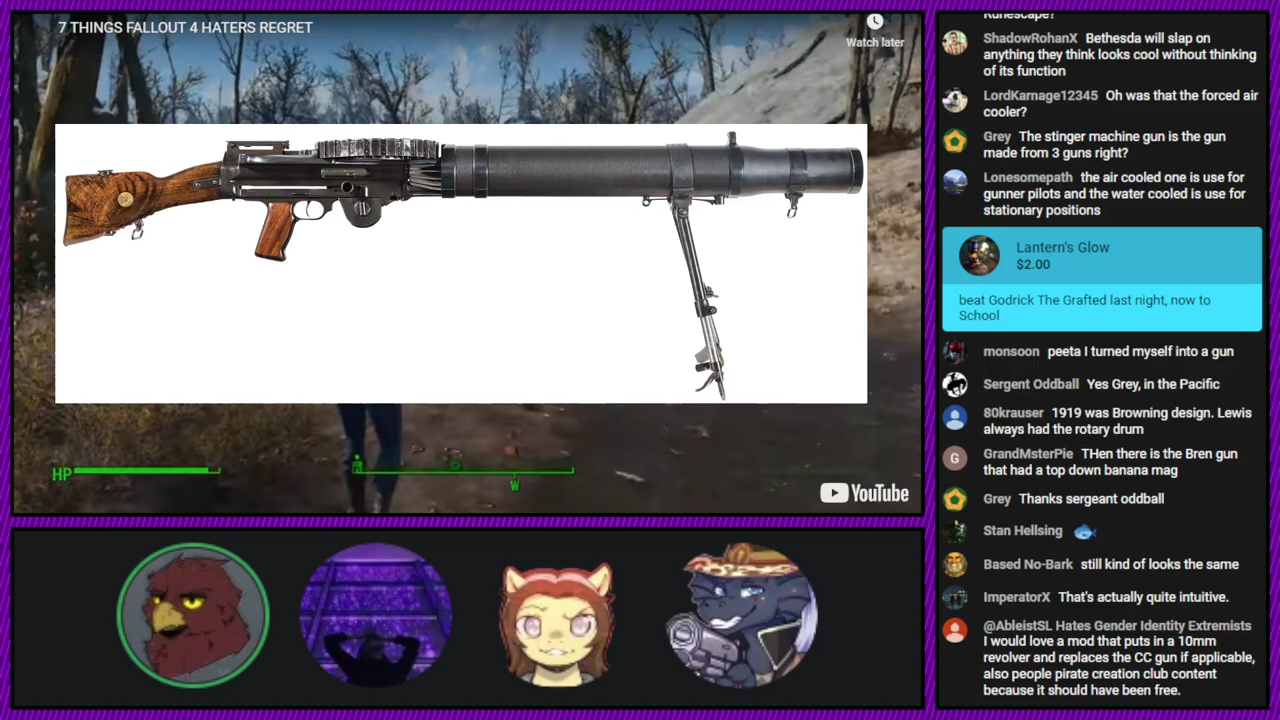 7 THINGS FALLOUT 4 HATERS REGRET
Watch later
HP
W
YouTube
Runescape?
ShadowRohanX Bethesda will slap on
anything they think looks cool without thinking
of its function
LordKarnage12345 Oh was that the forced air
cooler?
Grey The stinger machine gun is the gun
made from 3 guns right?
Lonesomepath the air cooled one is use for
gunner pilots and the water cooled is use for
stationary positions
Lantern's Glow
$2.00
beat Godrick The Grafted last night, now to
School
monsoon peeta I turned myself into a gun
Sergent Oddball Yes Grey, in the Pacific
80krauser 1919 was Browning design. Lewis
always had the rotary drum
G
GrandMsterPie THen there is the Bren gun
that had a top down banana mag
Grey Thanks sergeant oddball
Stan Hellsing
Based No-Bark still kind of looks the same
ImperatorX That's actually quite intuitive.
@AbleistSL Hates Gender Identity Extremists
I would love a mod that puts in a 10mm
revolver and replaces the CC gun if applicable,
also people pirate creation club content
because it should have been free.